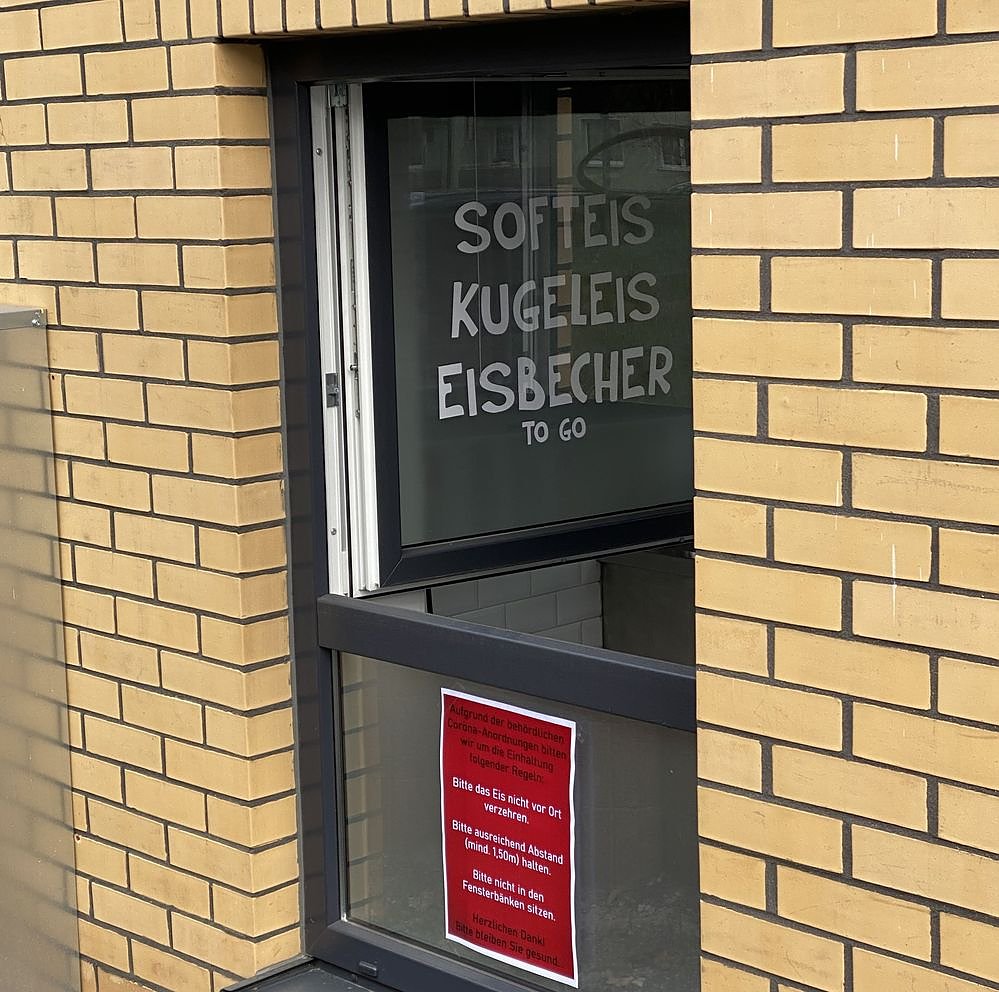 SOFTEIS
KUGELEIS
EISBECHER
TO GO
Aufgrund der behördlichen
Corona-Anordnungen bitten
wir um die Einhaltung
folgender Regeln:
Bitte das Eis nicht vor Ort
verzehren.
Bitte ausreichend Abstand
(mind. 1,50m) halten.
Bitte nicht in den
Fensterbänken sitzen.
Herzlichen Dank!
Bitte bleiben Sie gesund.